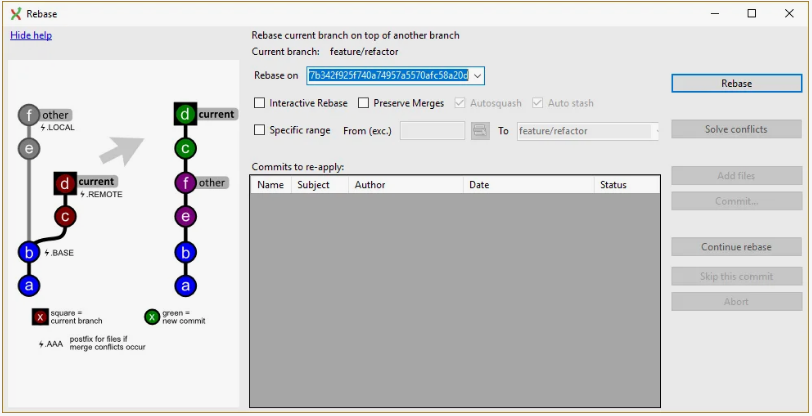 Rebase
Hide help
Rebase current branch on top of another branch
Current branch: feature/refactor
Rebase on 7b342f925f740a74957a5570afc58a20d
Interactive Rebase Preserve Merges Autosquash Auto stash
Specific range From (exc.) To feature/refactor
Commits to re-apply:
Name Subject Author Date Status
Rebase
Solve conflicts
Add files
Commit...
Continue rebase
Skip this commit
Abort
f other
.LOCAL
e
d current
.REMOTE
c
b .BASE
a
d current
c
f other
e
b
a
x square =
current branch
x green =
new commit
.AAA postfix for files if
merge conflicts occur